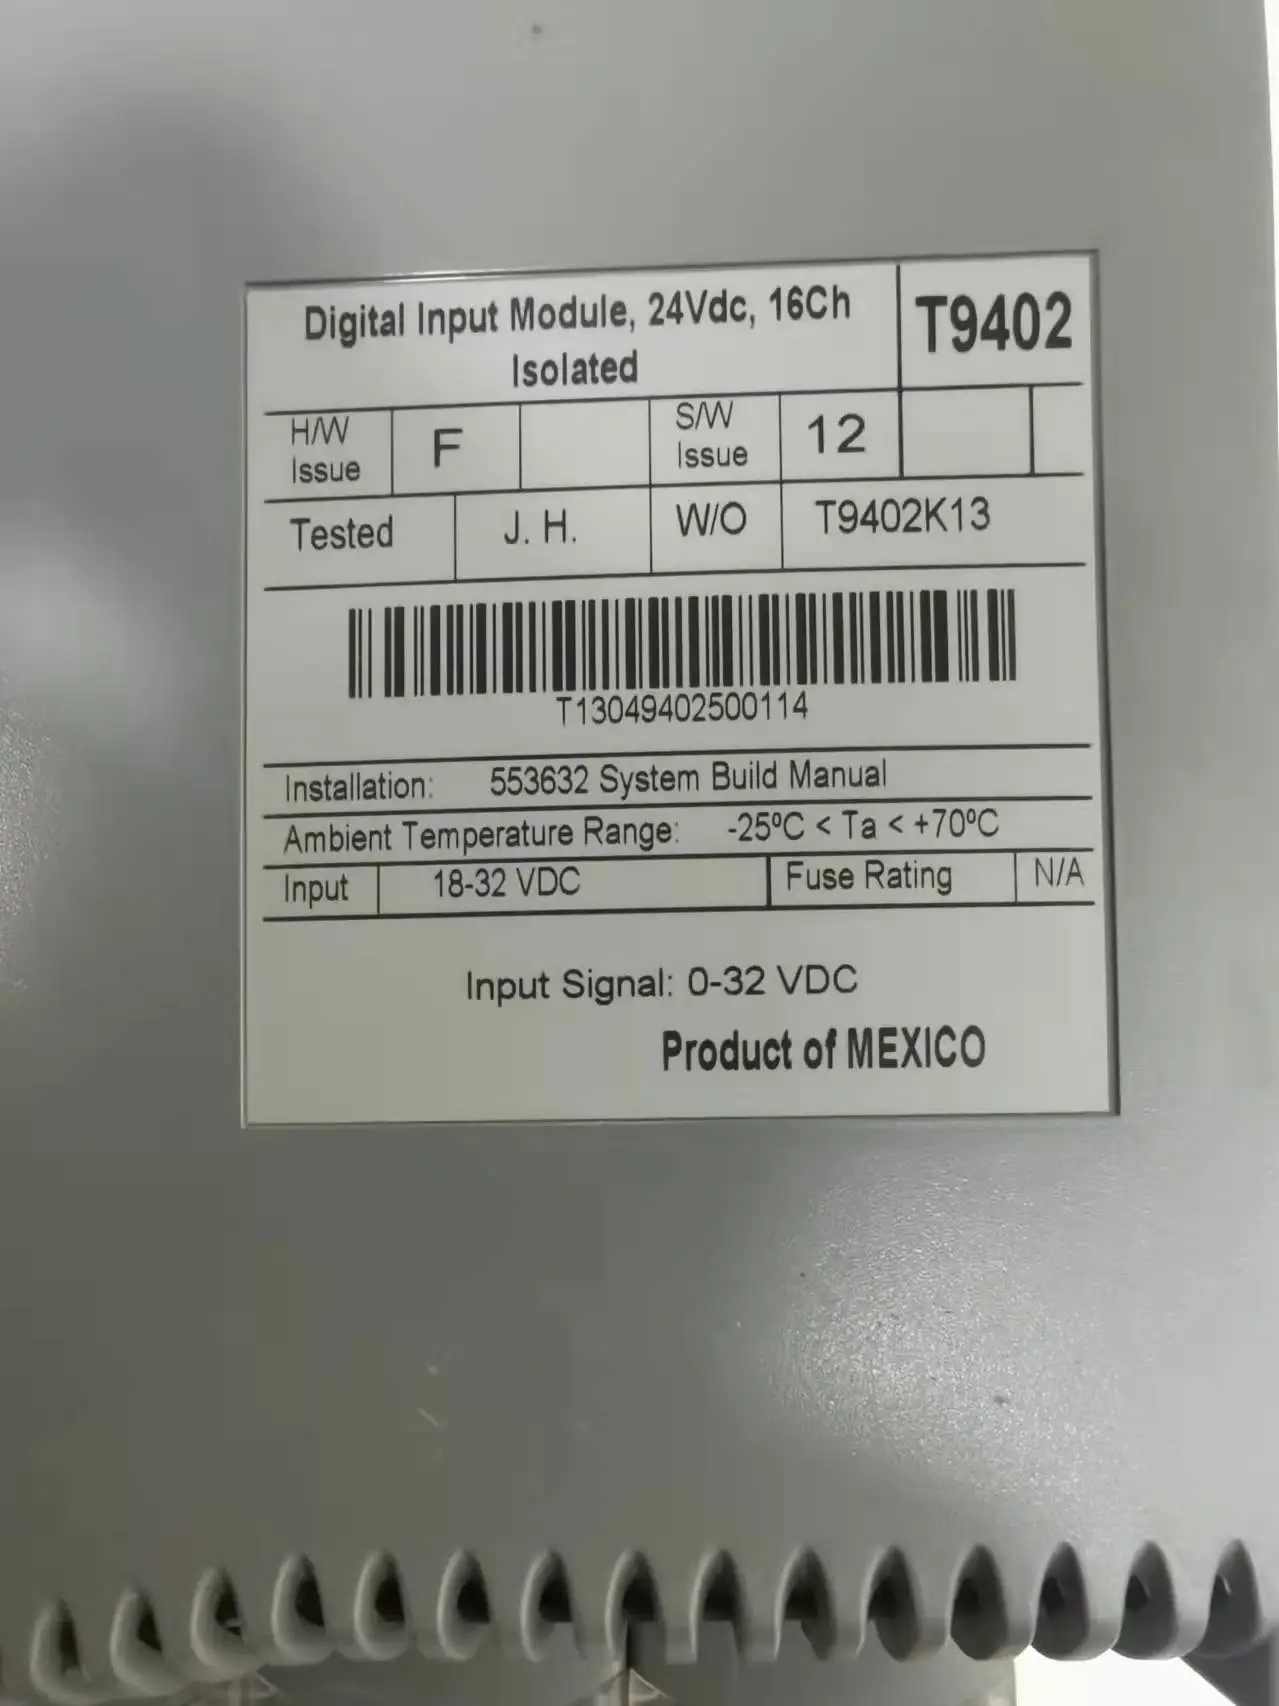 Digital Input Module, 24Vdc, 16Ch
Isolated
T9402
H/W
Issue
F
S/W
Issue
12
Tested
J. H.
W/O
T9402K13
T13049402500114
Installation: 553632 System Build Manual
Ambient Temperature Range: -25ºC < Ta < +70ºC
Input 18-32 VDC Fuse Rating N/A
Input Signal: 0-32 VDC
Product of MEXICO